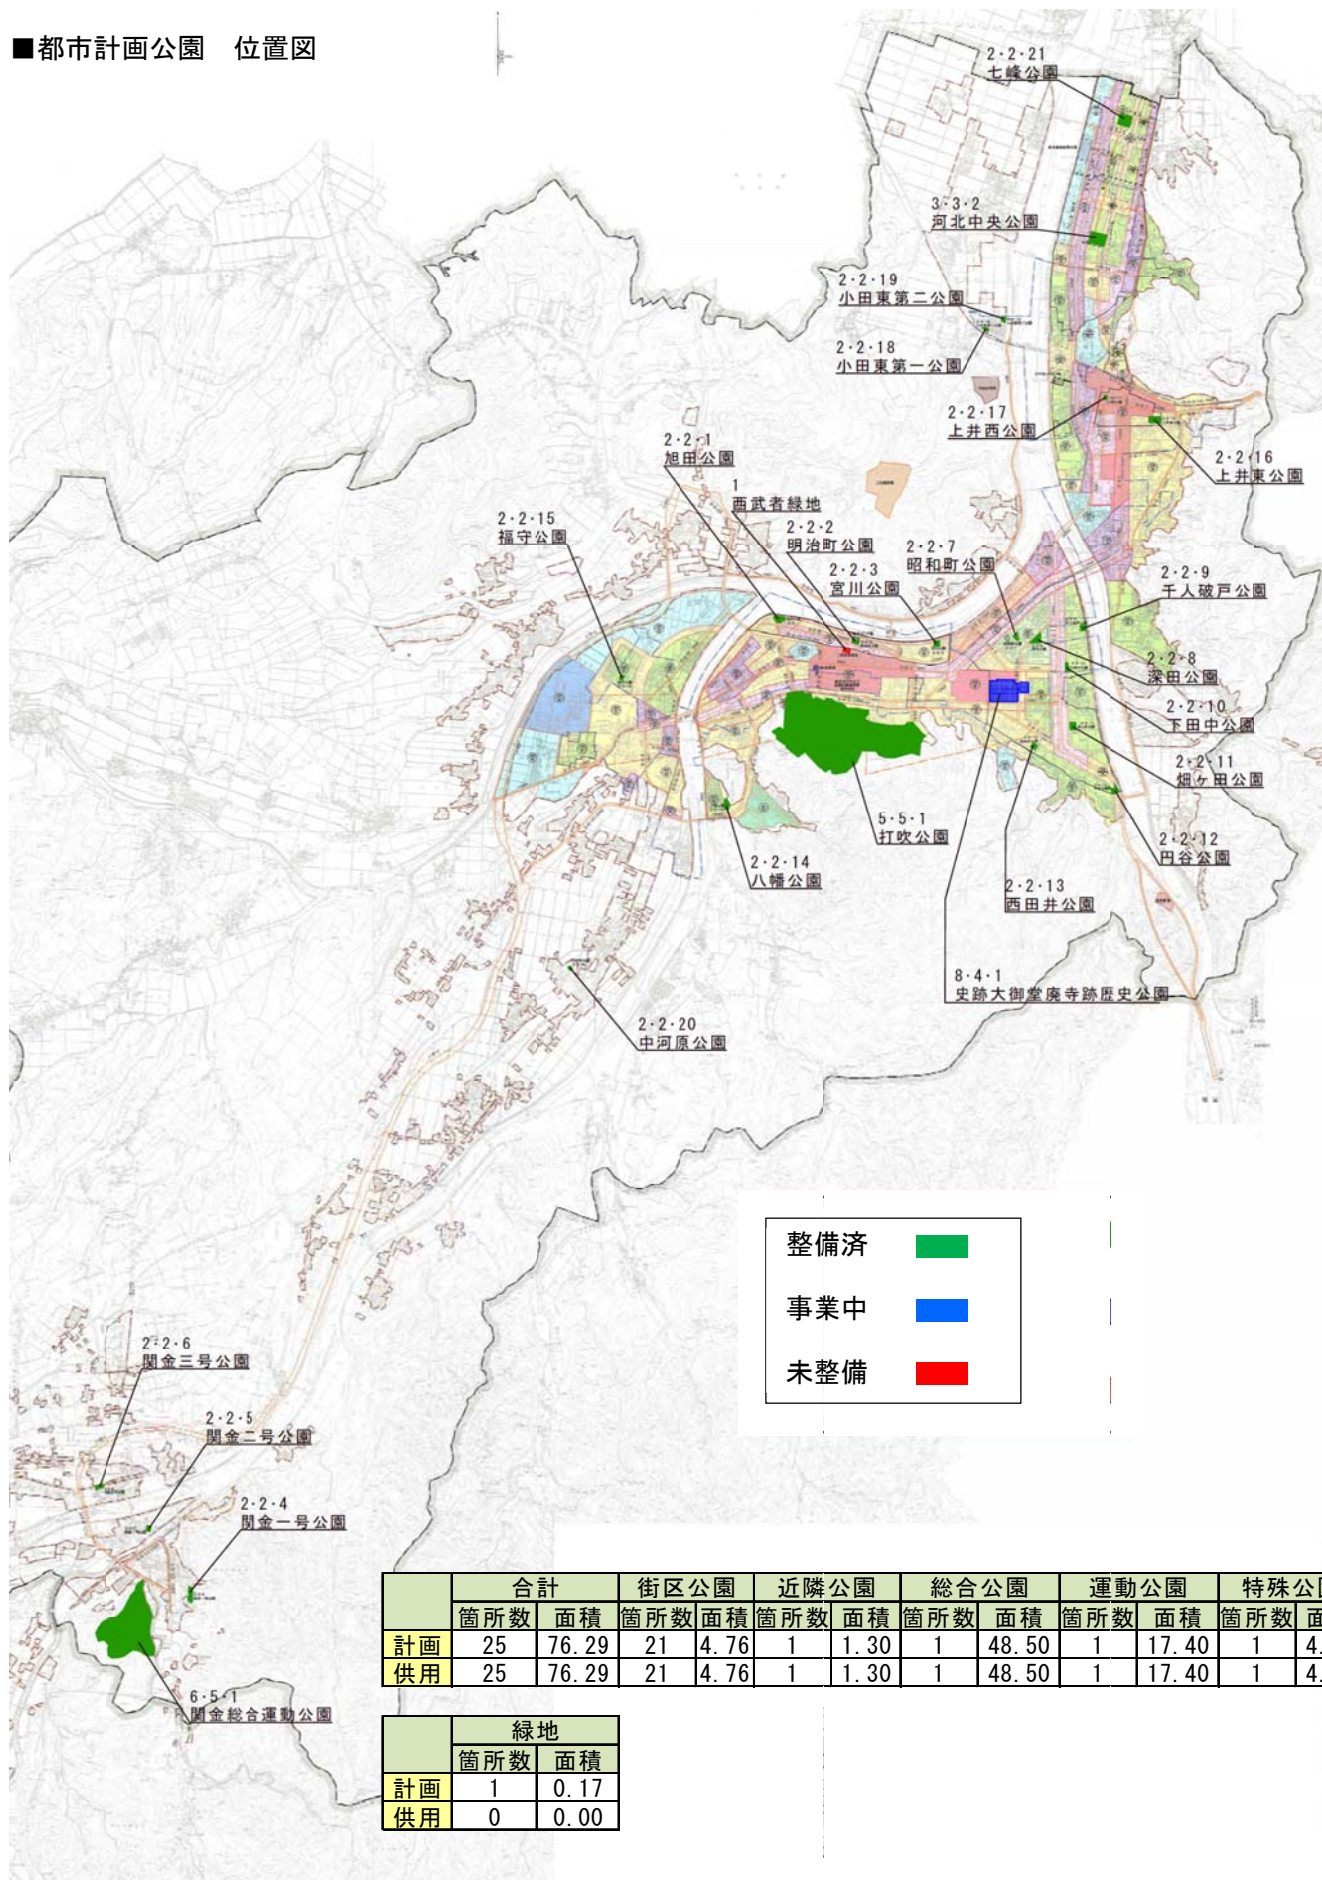 ■都市計画公園　位置図
2・2・21
七峰公園
3・3・2
河北中央公園
2・2・19
小田東第二公園
2・2・18
小田東第一公園
2・2・17
上井西公園
2・2・16
上井東公園
2・2・1
旭田公園
1
西武者緑地
2・2・2
明治町公園
2・2・3
宮川公園
2・2・7
昭和町公園
2・2・15
福守公園
2・2・9
千人破戸公園
2・2・8
深田公園
2・2・10
下田中公園
2・2・11
畑ヶ田公園
2・2・12
円谷公園
5・5・1
打吹公園
2・2・14
八幡公園
2・2・13
西田井公園
8・4・1
史跡大御堂廃寺跡歴史公園
2・2・20
中河原公園
整備済
事業中
未整備
2・2・6
関金三号公園
2・2・5
関金二号公園
2・2・4
関金一号公園
6・5・1
関金総合運動公園
合計 街区公園 近隣公園 総合公園 運動公園 特殊公
箇所数 面積 箇所数 面積 箇所数 面積 箇所数 面積 箇所数 面積 箇所数
計画 25 76.29 21 4.76 1 1.30 1 48.50 1 17.40 1 4.
供用 25 76.29 21 4.76 1 1.30 1 48.50 1 17.40 1 4.
緑地
箇所数 面積
計画 1 0.17
供用 0 0.00